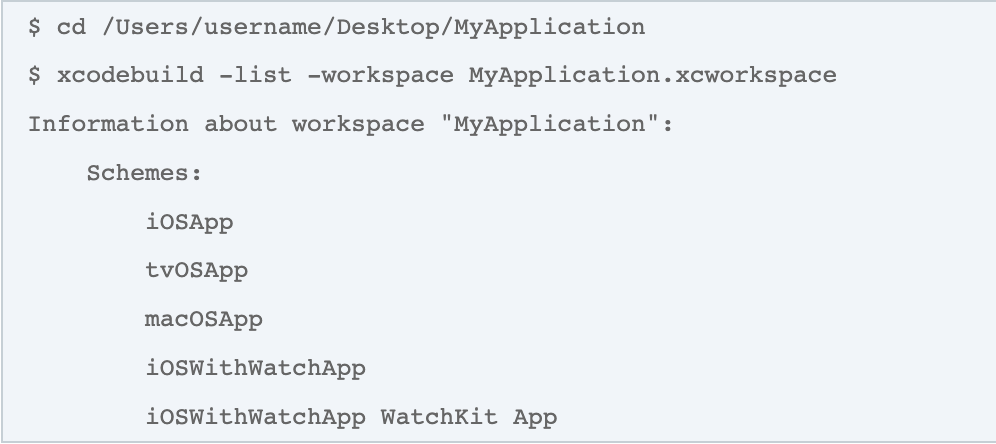 $ cd /Users/username/Desktop/MyApplication
$ xcodebuild -list -workspace MyApplication.xcworkspace
Information about workspace "MyApplication":
Schemes:
iOSApp
tvOSApp
macOSApp
iOSWithWatchApp
iOSWithWatchApp WatchKit App